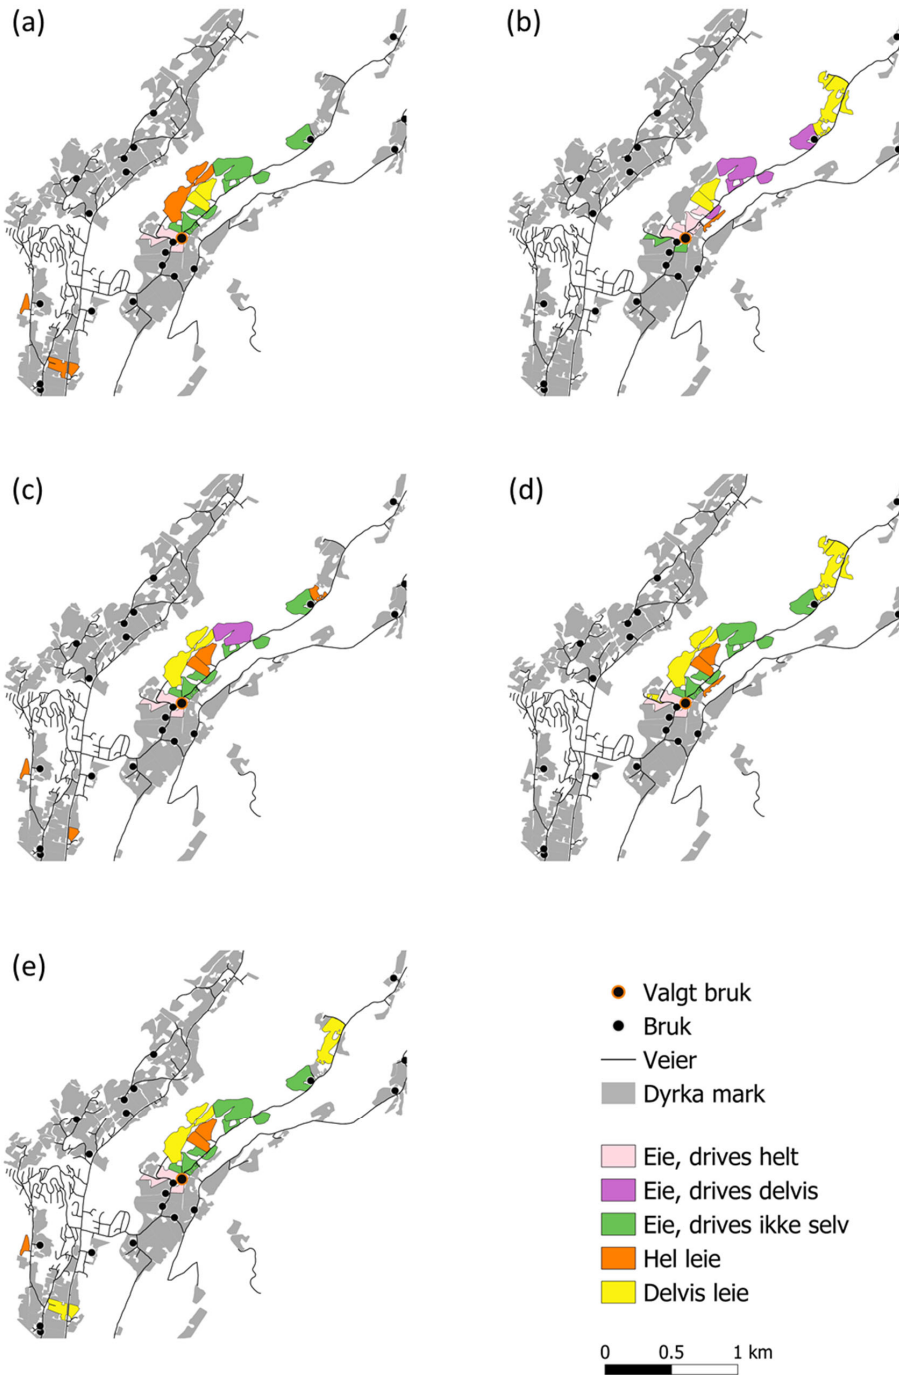 (a)
(b)
(c)
(d)
(e)
Valgt bruk
Bruk
Veier
Dyrka mark
Eie, drives helt
Eie, drives delvis
Eie, drives ikke selv
Hel leie
Delvis leie
0 0.5 1 km